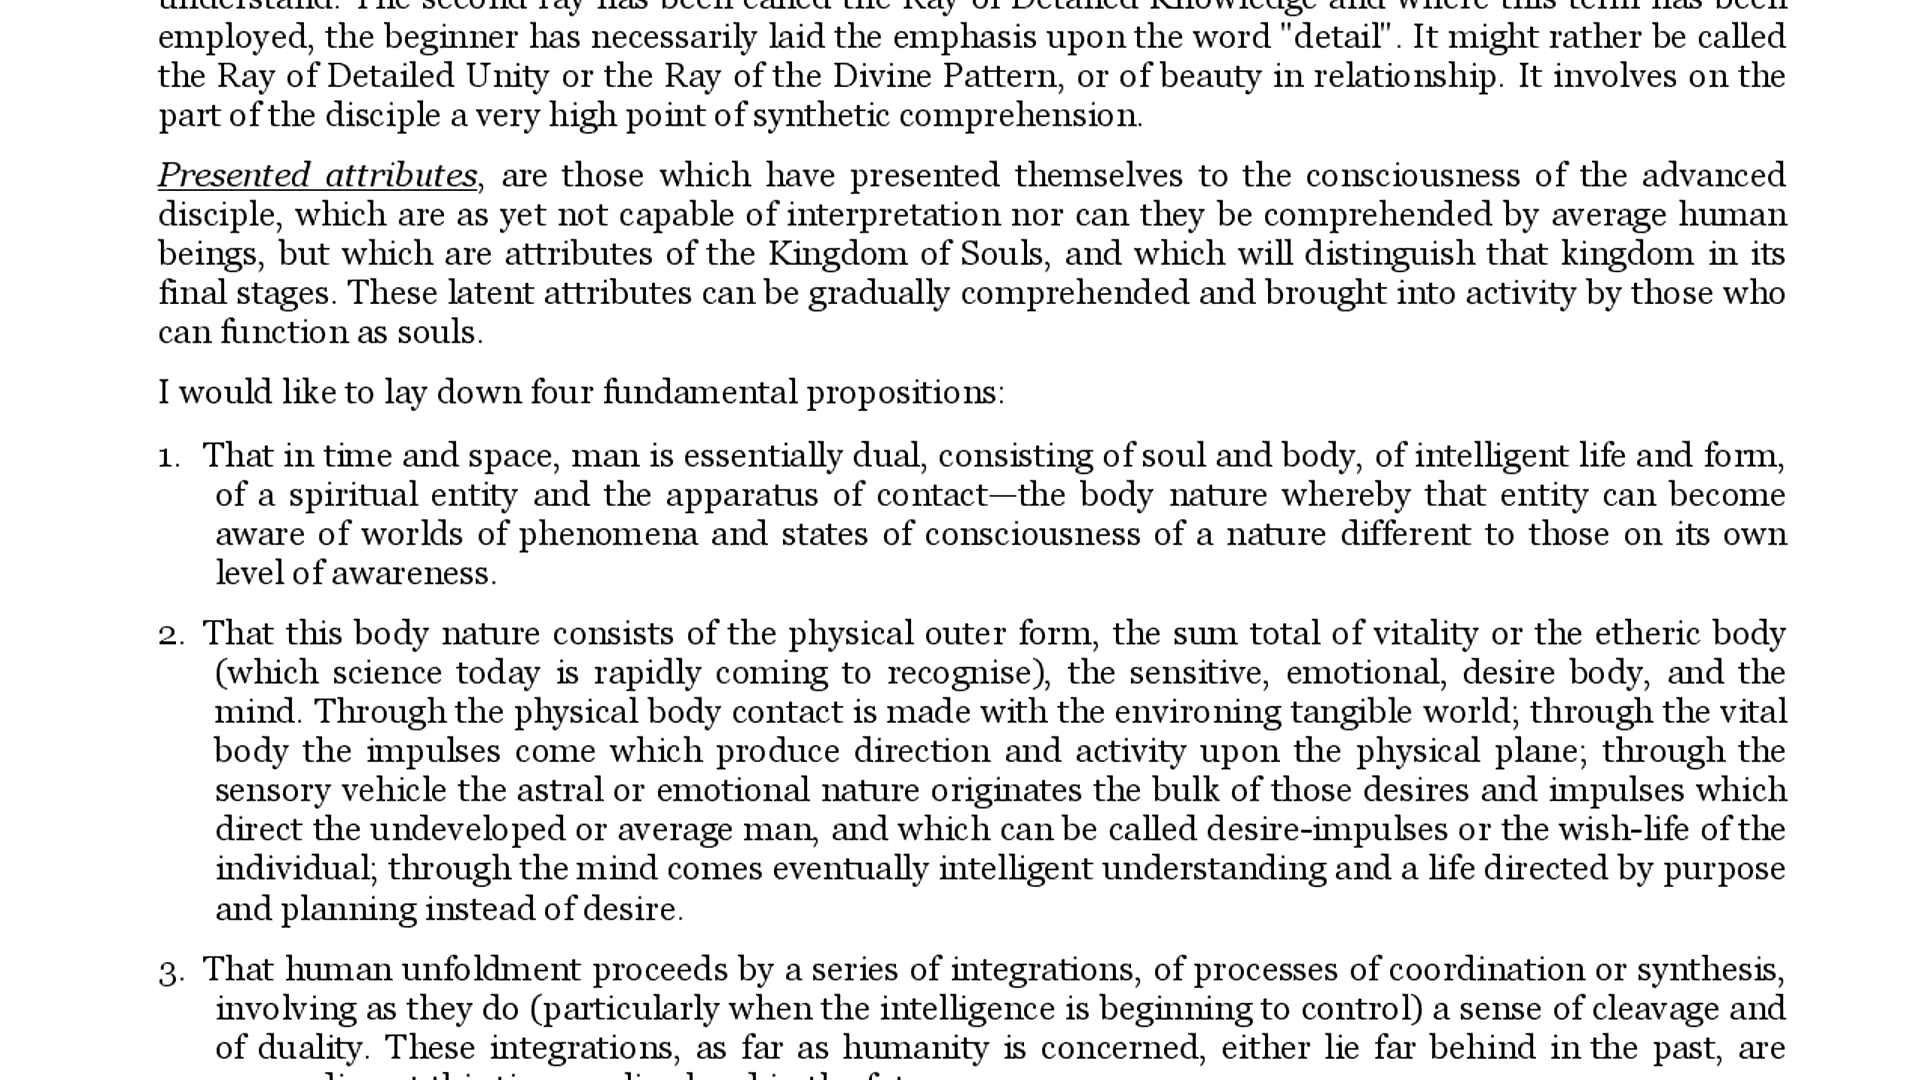 understand. The second ray has been called the Ray of Detailed Knowledge and where this term has been
employed, the beginner has necessarily laid the emphasis upon the word "detail". It might rather be called
the Ray of Detailed Unity or the Ray of the Divine Pattern, or of beauty in relationship. It involves on the
part of the disciple a very high point of synthetic comprehension.
Presented attributes, are those which have presented themselves to the consciousness of the advanced
disciple, which are as yet not capable of interpretation nor can they be comprehended by average human
beings, but which are attributes of the Kingdom of Souls, and which will distinguish that kingdom in its
final stages. These latent attributes can be gradually comprehended and brought into activity by those who
can function as souls.
I would like to lay down four fundamental propositions:
1. That in time and space, man is essentially dual, consisting of soul and body, of intelligent life and form,
of a spiritual entity and the apparatus of contact—the body nature whereby that entity can become
aware of worlds of phenomena and states of consciousness of a nature different to those on its own
level of awareness.
2. That this body nature consists of the physical outer form, the sum total of vitality or the etheric body
(which science today is rapidly coming to recognise), the sensitive, emotional, desire body, and the
mind. Through the physical body contact is made with the environing tangible world; through the vital
body the impulses come which produce direction and activity upon the physical plane; through the
sensory vehicle the astral or emotional nature originates the bulk of those desires and impulses which
direct the undeveloped or average man, and which can be called desire-impulses or the wish-life of the
individual; through the mind comes eventually intelligent understanding and a life directed by purpose
and planning instead of desire.
3. That human unfoldment proceeds by a series of integrations, of processes of coordination or synthesis,
involving as they do (particularly when the intelligence is beginning to control) a sense of cleavage and
of duality. These integrations, as far as humanity is concerned, either lie far behind in the past, are